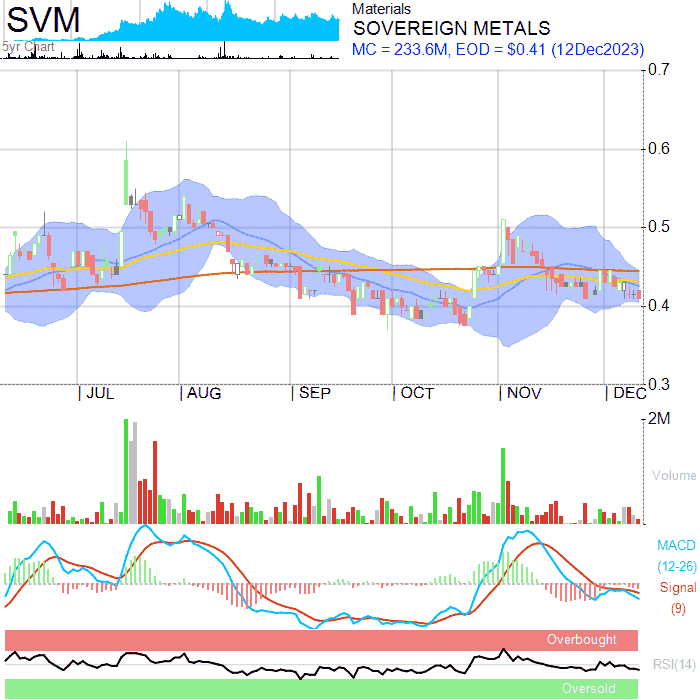 SVM
5yr Chart
Materials
SOVEREIGN METALS
MC = 233.6M, EOD = $0.41 (12Dec2023)
0.7
0.6
0.5
0.4
0.3
JUL AUG SEP OCT NOV DEC
2M
Volume
MACD
(12-26)
Signal
(9)
Overbought
RSI(14)
Oversold